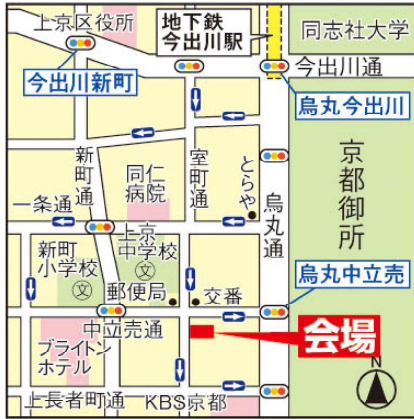 上京区役所
地下鉄
今出川駅
同志社大学
今出川新町
今出川通
烏丸今出川
新町通
同仁
病院
室町通
とらや
烏丸通
京都御所
一条通
上京
中学校
新町
小学校
文
文
郵便局
交番
烏丸中立売
中立売通
会場
ブライトン
ホテル
上長者町通
KBS京都
N